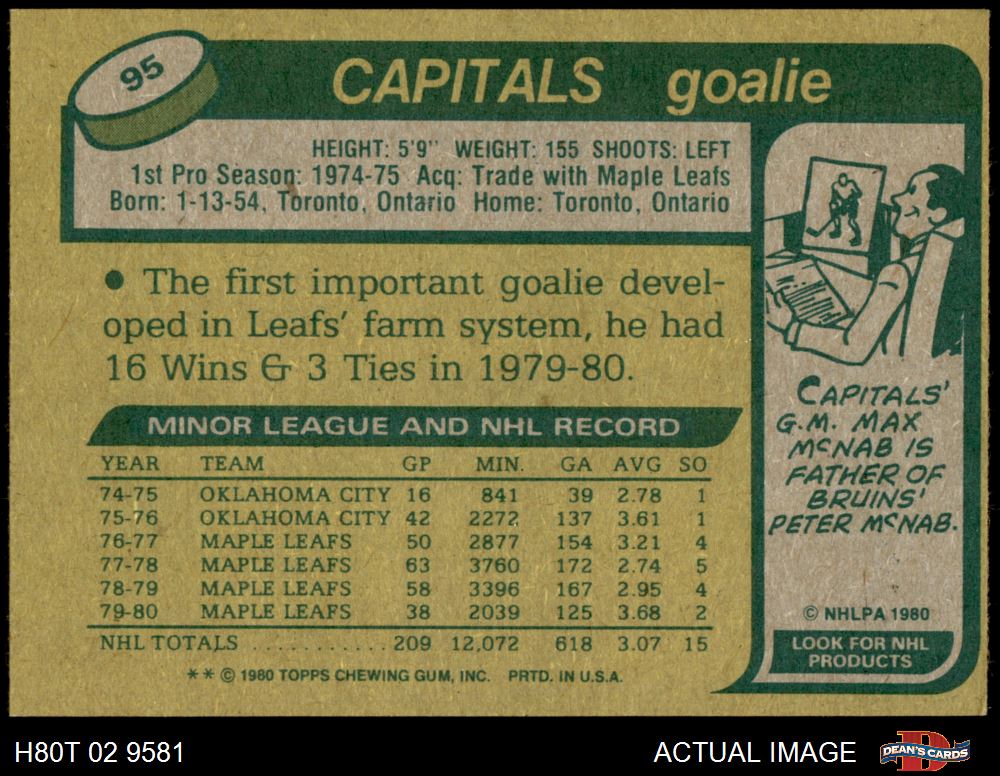 95
CAPITALS goalie
HEIGHT: 5'9" WEIGHT: 155 SHOOTS: LEFT
1st Pro Season: 1974-75 Acq: Trade with Maple Leafs
Born: 1-13-54, Toronto, Ontario Home: Toronto, Ontario
● The first important goalie devel-
oped in Leafs' farm system, he had
16 Wins & 3 Ties in 1979-80.
MINOR LEAGUE AND NHL RECORD
YEAR TEAM GP MIN. GA AVG SO
74-75 OKLAHOMA CITY 16 841 39 2.78 1
75-76 OKLAHOMA CITY 42 2272 137 3.61 1
76-77 MAPLE LEAFS 50 2877 154 3.21 4
77-78 MAPLE LEAFS 63 3760 172 2.74 5
78-79 MAPLE LEAFS 58 3396 167 2.95 4
79-80 MAPLE LEAFS 38 2039 125 3.68 2
NHL TOTALS ........... 209 12,072 618 3.07 15
** © 1980 TOPPS CHEWING GUM, INC. PRTD. IN U.S.A.
CAPITALS'
G.M. MAX
McNAB IS
FATHER OF
BRUINS'
PETER McNAB.
© NHLPA 1980
LOOK FOR NHL
PRODUCTS
H80T 02 9581
ACTUAL IMAGE
D
DEAN'S CARDS